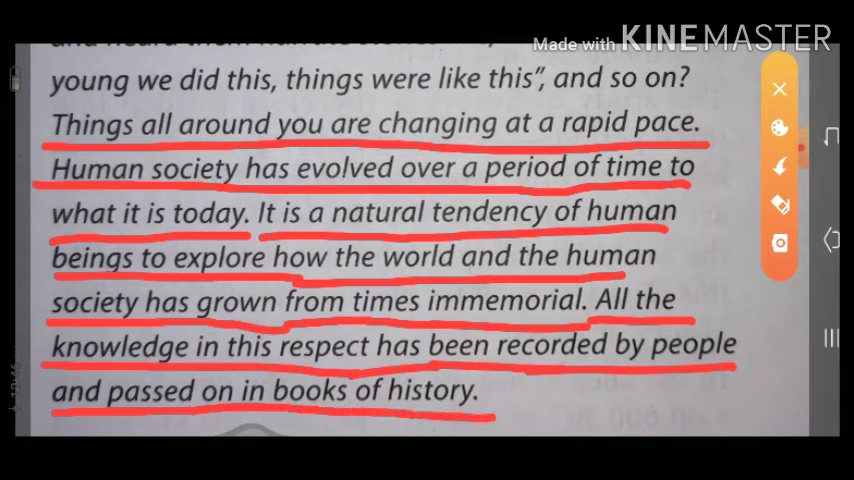 Made with KINEMASTER
young we did this, things were like this”, and so on?
Things all around you are changing at a rapid pace.
Human society has evolved over a period of time to
what it is today. It is a natural tendency of human
beings to explore how the world and the human
society has grown from times immemorial. All the
knowledge in this respect has been recorded by people
and passed on in books of history.